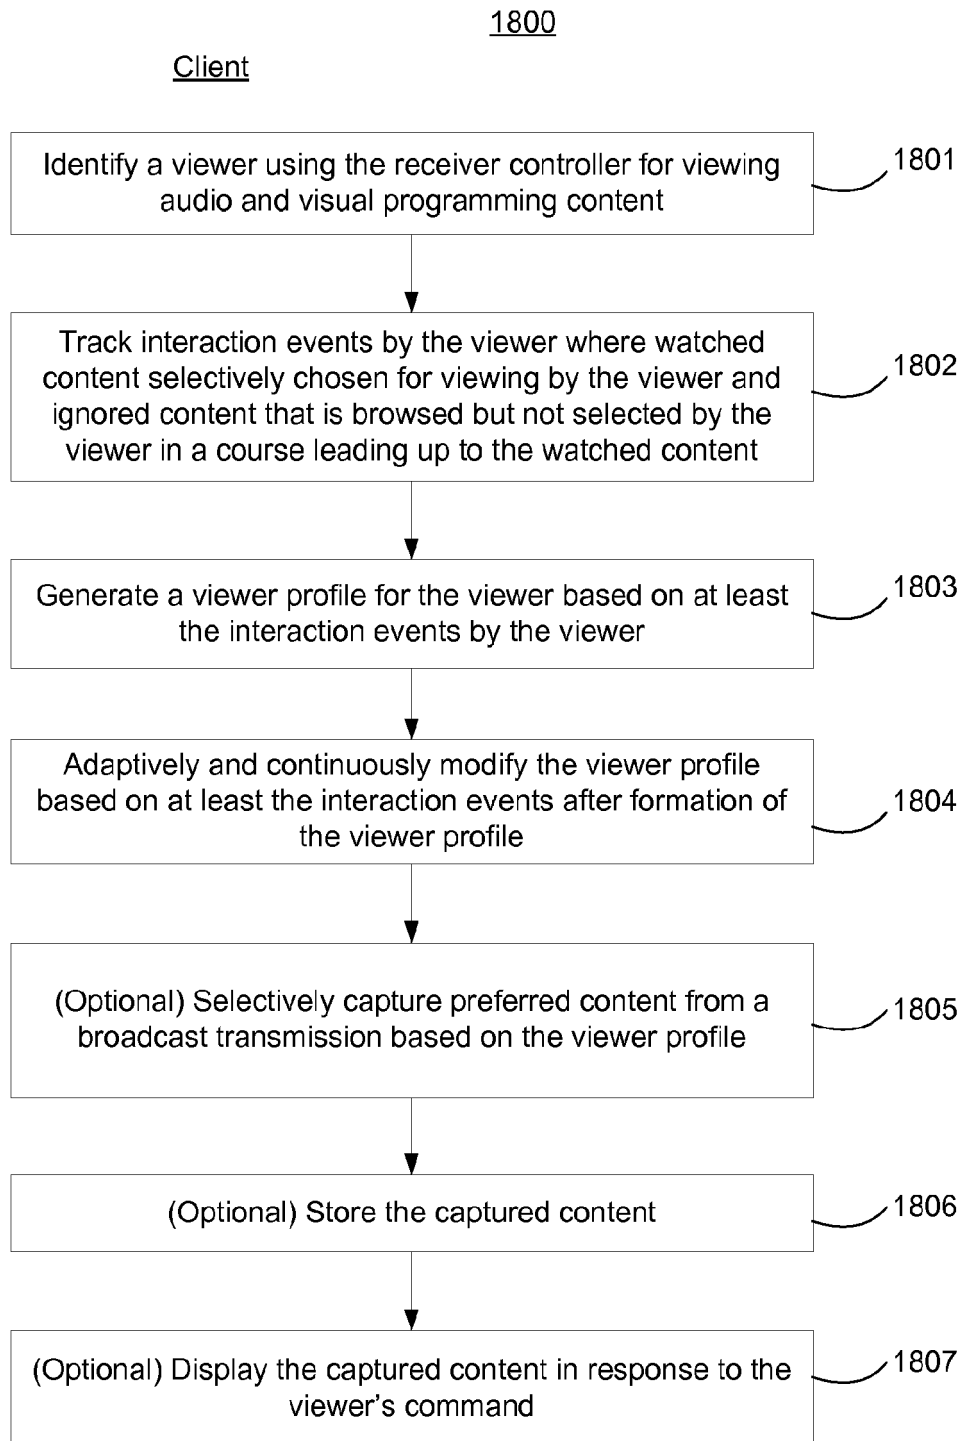 1800
Client
Identify a viewer using the receiver controller for viewing
audio and visual programming content
1801
Track interaction events by the viewer where watched
content selectively chosen for viewing by the viewer and
ignored content that is browsed but not selected by the
viewer in a course leading up to the watched content
1802
Generate a viewer profile for the viewer based on at least
the interaction events by the viewer
1803
Adaptively and continuously modify the viewer profile
based on at least the interaction events after formation of
the viewer profile
1804
(Optional) Selectively capture preferred content from a
broadcast transmission based on the viewer profile
1805
(Optional) Store the captured content
1806
(Optional) Display the captured content in response to the
viewer's command
1807